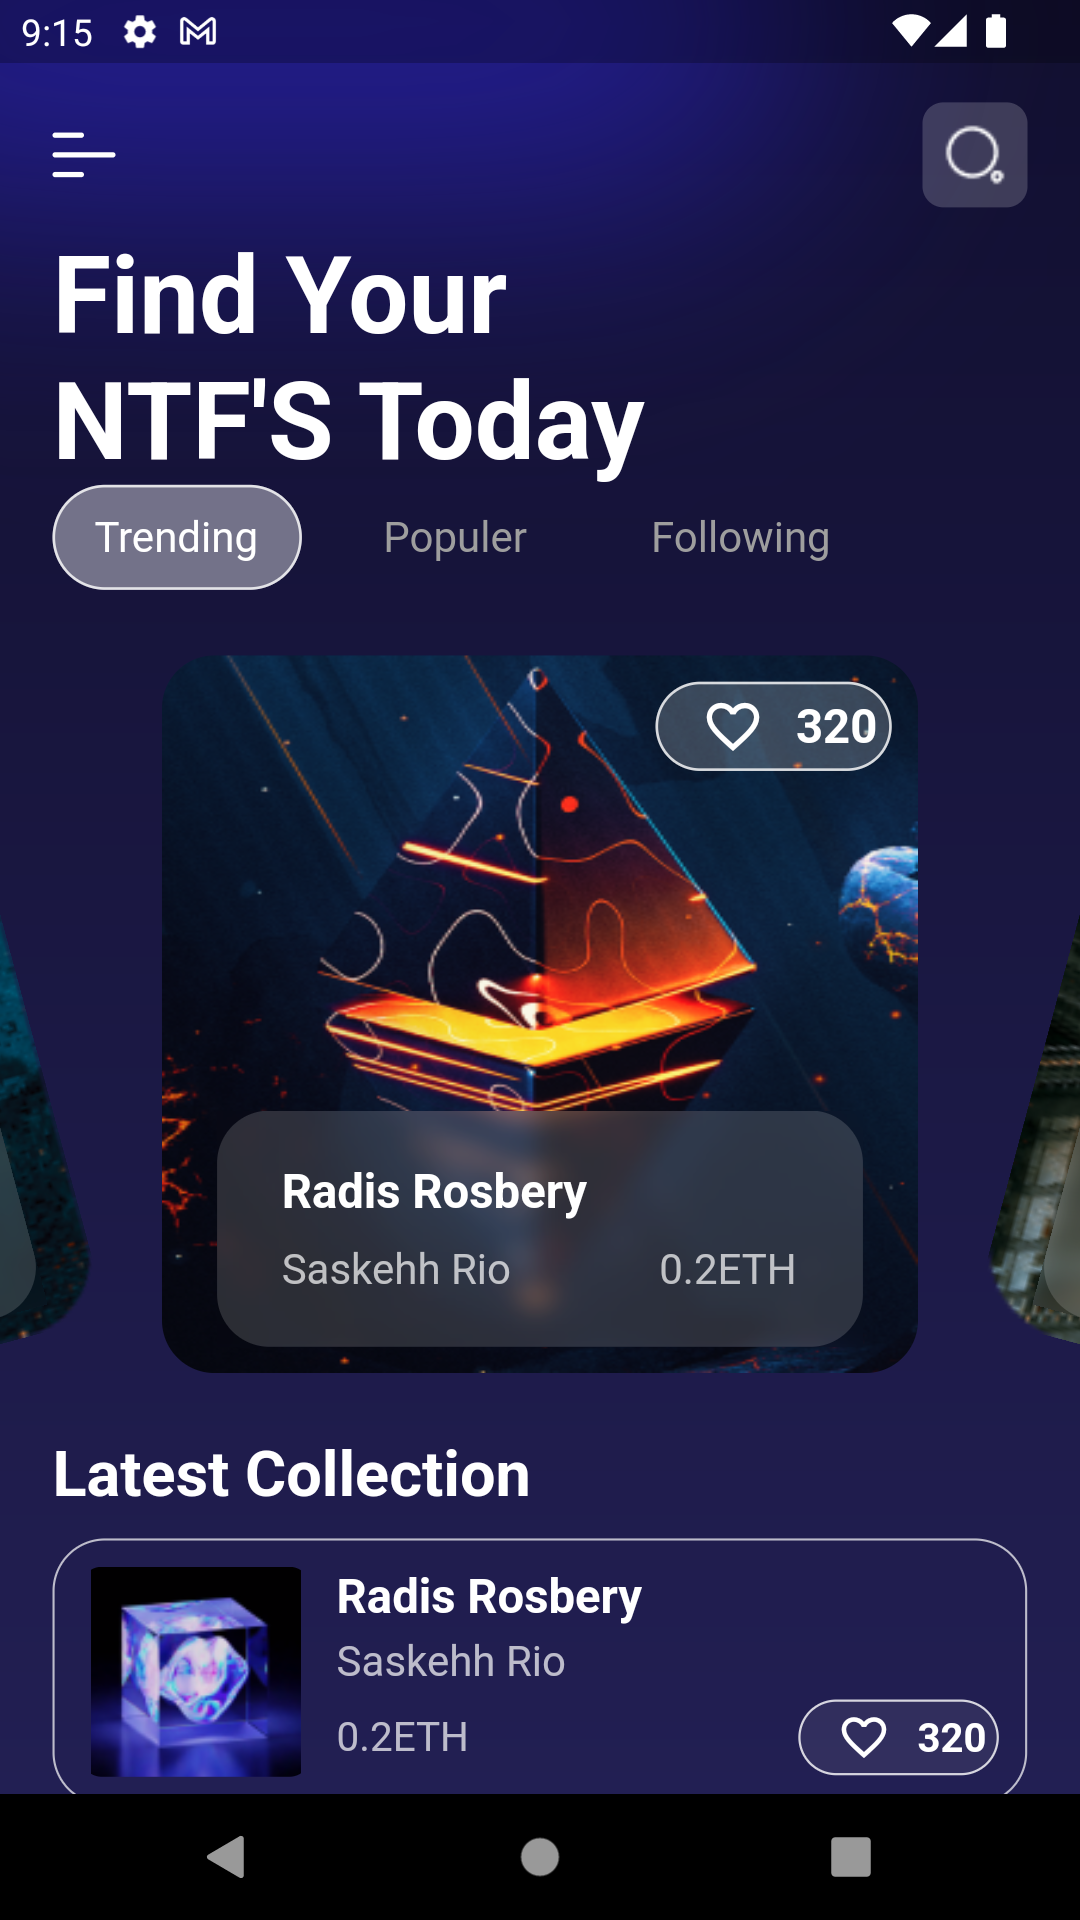 9:15
Find Your
NTF'S Today
Trending Populer Following
320
Radis Rosbery
Saskehh Rio 0.2ETH
Latest Collection
Radis Rosbery
Saskehh Rio
0.2ETH 320